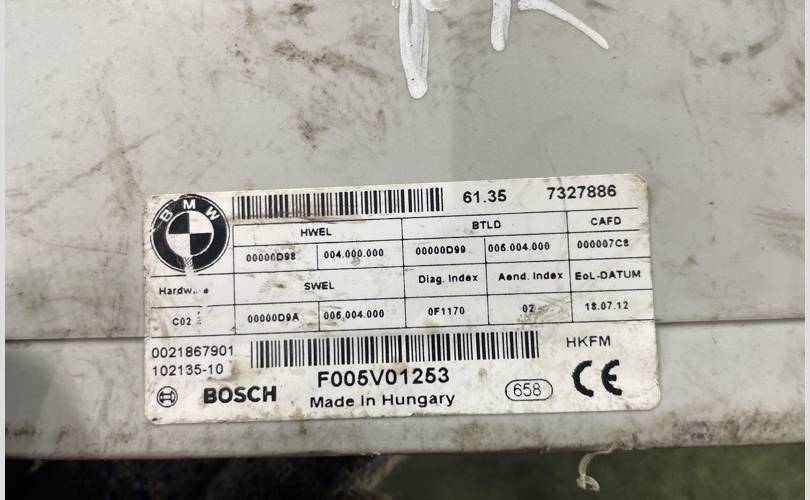 BMW
61.35 7327886
HWEL BTLD CAFD
00000D98 004.000.000 00000D99 006.004.000 000007C8
SWEL Diag. Index Aend. Index EoL-DATUM
C02 00000D9A 006.004.000 0F1170 02 18.07.12
0021867901 HKFM
102135-10 F005V01253
BOSCH Made in Hungary 658 CE